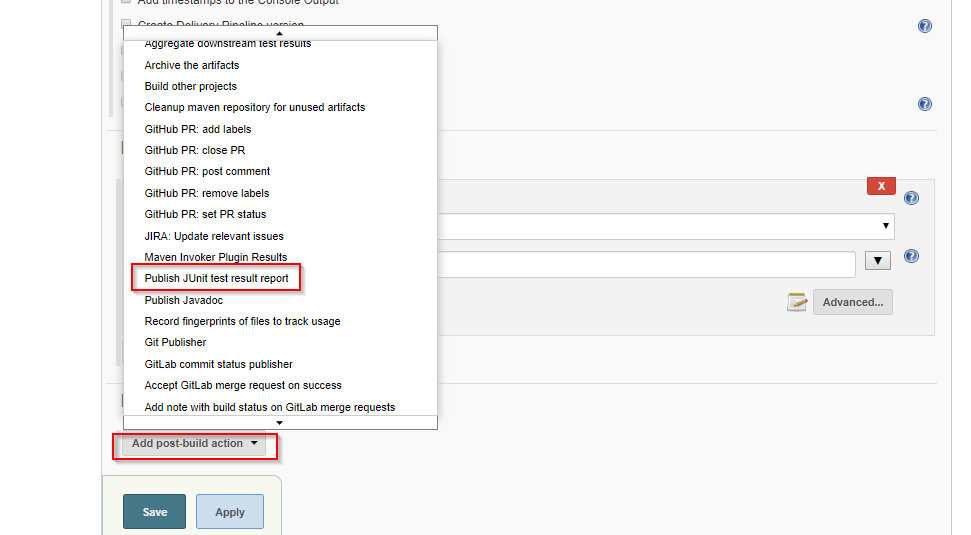 Add timestamps to the Console Output
Create Delivery Pipeline version
Aggregate downstream test results
Archive the artifacts
Build other projects
Cleanup maven repository for unused artifacts
GitHub PR: add labels
GitHub PR: close PR
GitHub PR: post comment
GitHub PR: remove labels
GitHub PR: set PR status
JIRA: Update relevant issues
Maven Invoker Plugin Results
Publish JUnit test result report
Publish Javadoc
Record fingerprints of files to track usage
Git Publisher
GitLab commit status publisher
Accept GitLab merge request on success
Add note with build status on GitLab merge requests
X
Advanced...
Add post-build action
Save
Apply